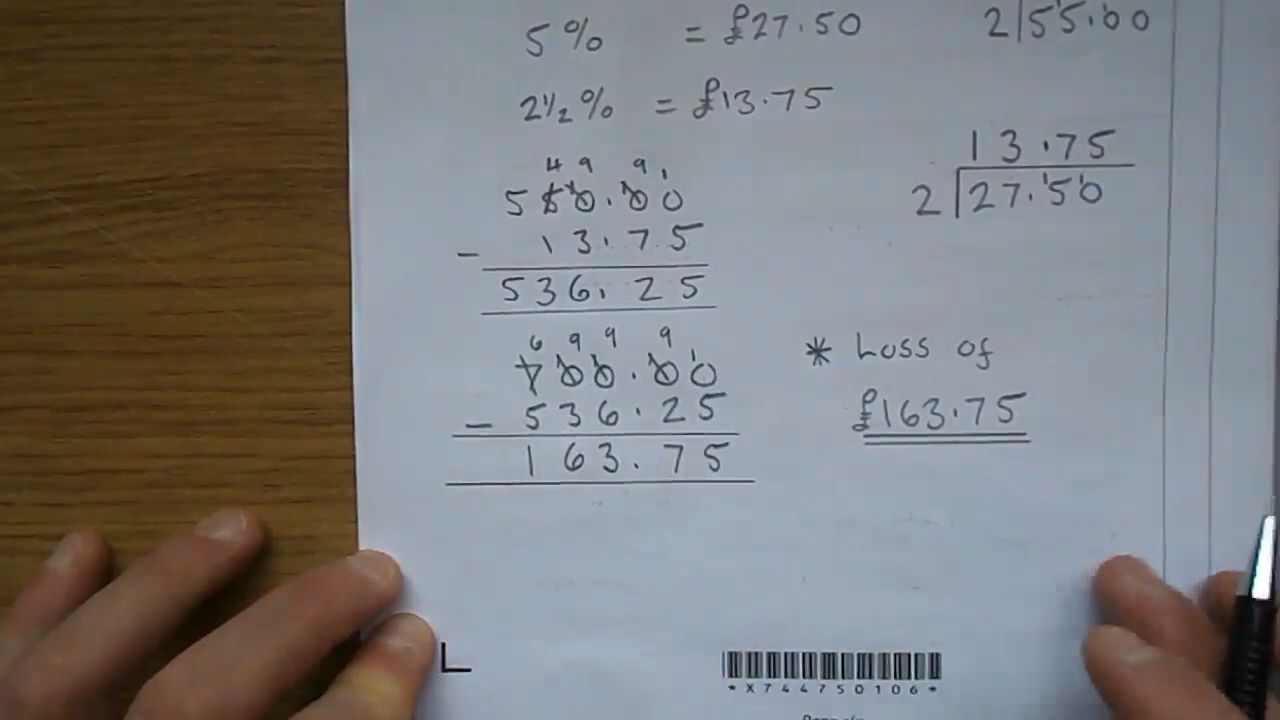 5% = £27.50
2 55.00
2½% = £13.75
13.75
2 27.50
4 9 9 1
550.00
- 13.75
536.25
6 9 9 9
700.00
- 536.25
163.75
* Loss of
£163.75
*X744750106*